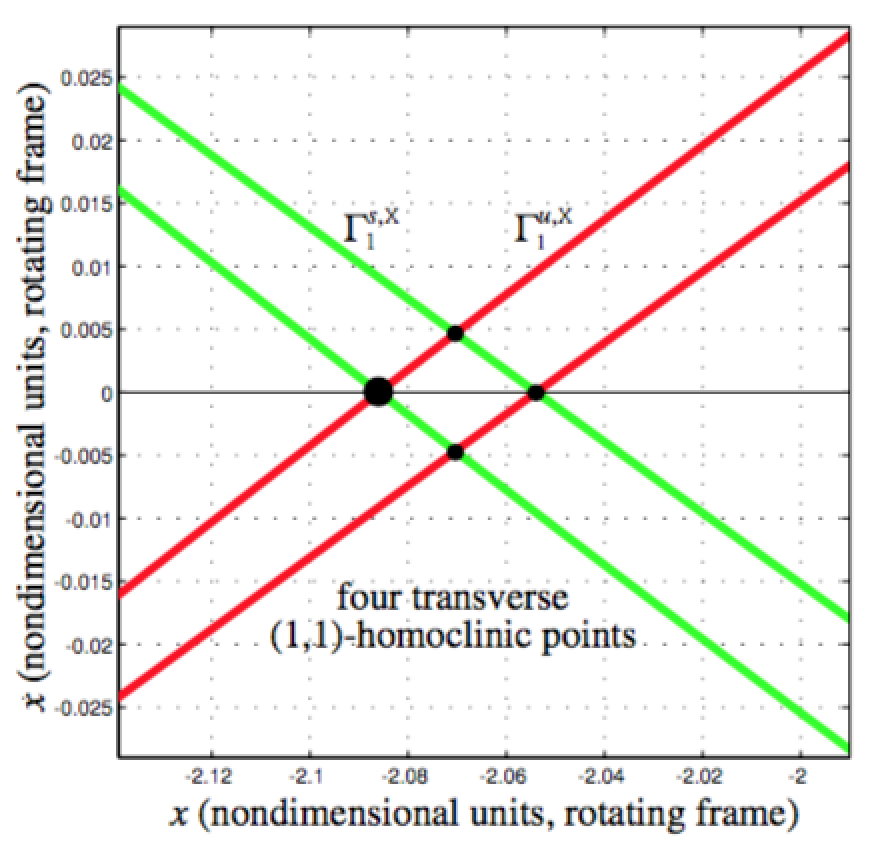 ẋ (nondimensional units, rotating frame)
0.025
0.02
0.015
0.01
0.005
0
-0.005
-0.01
-0.015
-0.02
-0.025
Γ₁ˢ˒ˣ Γ₁ᵘ˒ˣ
four transverse
(1,1)-homoclinic points
-2.12 -2.1 -2.08 -2.06 -2.04 -2.02 -2
x (nondimensional units, rotating frame)